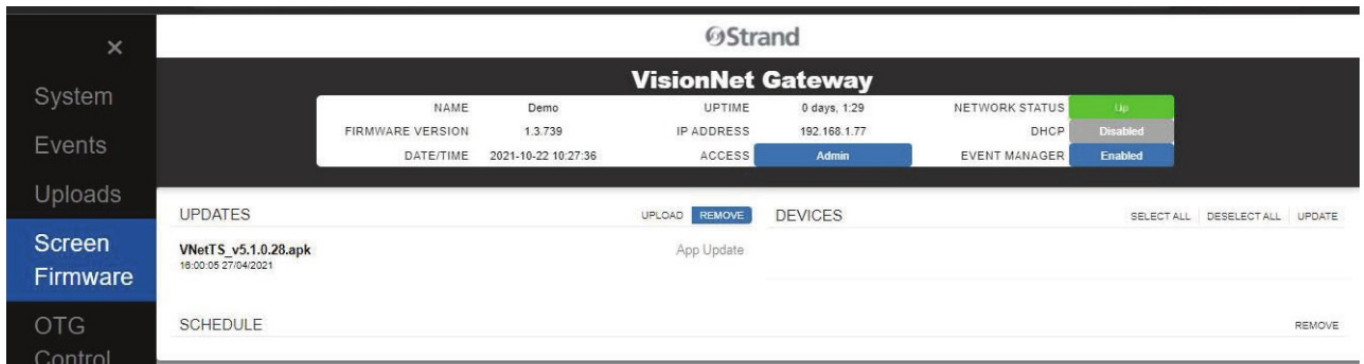 ×
System
Events
Uploads
Screen
Firmware
OTG
Control
Strand
VisionNet Gateway
NAME Demo UPTIME 0 days, 1:29 NETWORK STATUS Up
FIRMWARE VERSION 1.3.739 IP ADDRESS 192.168.1.77 DHCP Disabled
DATE/TIME 2021-10-22 10:27:36 ACCESS Admin EVENT MANAGER Enabled
UPDATES UPLOAD REMOVE DEVICES SELECT ALL DESELECT ALL UPDATE
VNetTS_v5.1.0.28.apk App Update
16:00:05 27/04/2021
SCHEDULE REMOVE